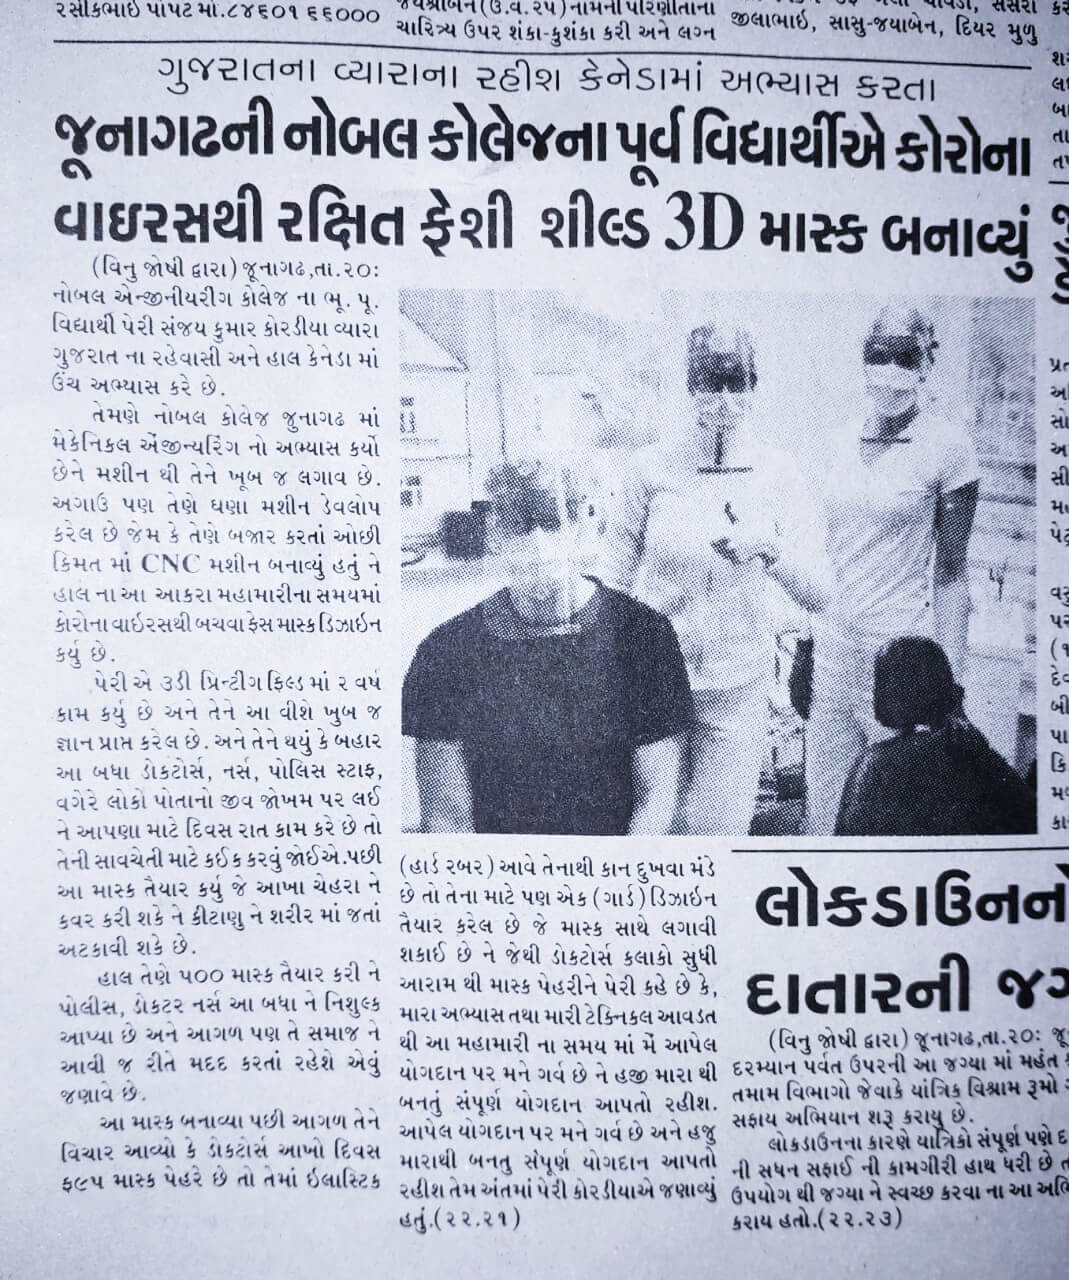 રસીકભાઈ પોપટ માં.૮૪૬૦૧ ૬૬૦૦૦
જયશ્રીબેન(ઉ.વ.૨૫)નામની પરિણીતાના
ચારિત્ર્ય ઉપર શંકા-કુશંકા કરી અને લગ્ન
જીલાભાઈ, સાસુ-જયાબેન, દિયર મુળુ
ગુજરાતના વ્યારાના રહીશ કેનેડામાં અભ્યાસ કરતા
જૂનાગઢની નોબલ કોલેજના પૂર્વ વિદ્યાર્થીએ કોરોના
વાઇરસથી રક્ષિત ફેશી શીલ્ડ 3D માસ્ક બનાવ્યું
(વિનુ જોષી દ્વારા) જૂનાગઢ,તા.૨૦:
નોબલ એન્જીનીયરીંગ કોલેજ ના ભૂ. પૂ.
વિદ્યાર્થી પેરી સંજય કુમાર કોરડીયા વ્યારા
ગુજરાત ના રહેવાસી અને હાલ કેનેડા માં
ઉંચ અભ્યાસ કરે છે.
તેમણે નોબલ કોલેજ જુનાગઢ માં
મેકેનિકલ એંજીન્યરિંગ નો અભ્યાસ કર્યો
છેને મશીન થી તેને ખૂબ જ લગાવ છે.
અગાઉ પણ તેણે ઘણા મશીન ડેવલોપ
કરેલ છે જેમ કે તેણે બજાર કરતાં ઓછી
કિમત માં CNC મશીન બનાવ્યું હતું ને
હાલ ના આ આકરા મહામારીના સમયમાં
કોરોના વાઇરસથી બચવા ફેસ માસ્ક ડિઝાઇન
કર્યુ છે.
પેરી એ ૩ડી પ્રિન્ટીંગ ફિલ્ડ માં ૨ વર્ષ
કામ કર્યુ છે અને તેને આ વીશે ખુબ જ
જ્ઞાન પ્રાપ્ત કરેલ છે. અને તેને થયું કે બહાર
આ બધા ડોકટોર્સ, નર્સ, પોલિસ સ્ટાફ,
વગેરે લોકો પોતાનો જીવ જોખમ પર લઈ
ને આપણા માટે દિવસ રાત કામ કરે છે તો
તેની સાવચેતી માટે કઈક કરવું જોઈએ.પછી
આ માસ્ક તૈયાર કર્યુ જે આખા ચેહરા ને
કવર કરી શકે ને કીટાણુ ને શરીર માં જતાં
અટકાવી શકે છે.
હાલ તેણે ૫૦૦ માસ્ક તૈયાર કરી ને
પોલીસ, ડોકટર નર્સ આ બધા ને નિશુલ્ક
આપ્યા છે અને આગળ પણ તે સમાજ ને
આવી જ રીતે મદદ કરતાં રહેશે એવું
જણાવે છે.
આ માસ્ક બનાવ્યા પછી આગળ તેને
વિચાર આવ્યો કે ડોકટોર્સ આખો દિવસ
ફ૯૫ માસ્ક પેહરે છે તો તેમાં ઇલાસ્ટિક
(હાર્ડ રબર) આવે તેનાથી કાન દુખવા મંડે
છે તો તેના માટે પણ એક (ગાર્ડ) ડિઝાઇન
તૈયાર કરેલ છે જે માસ્ક સાથે લગાવી
શકાઈ છે ને જેથી ડોકટોર્સ કલાકો સુધી
આરામ થી માસ્ક પેહરીને પેરી કહે છે કે,
મારા અભ્યાસ તથા મારી ટેક્નિકલ આવડત
થી આ મહામારી ના સમય માં મેં આપેલ
યોગદાન પર મને ગર્વ છે ને હજી મારા થી
બનતું સંપૂર્ણ યોગદાન આપતો રહીશ.
આપેલ યોગદાન પર મને ગર્વ છે અને હજુ
મારાથી બનતુ સંપૂર્ણ યોગદાન આપતો
રહીશ તેમ અંતમાં પેરી કોરડીયાએ જણાવ્યું
હતું.(૨૨.૨૧)
લોકડાઉનન
દાતારની જગ
(વિનુ જોષી દ્વારા) જૂનાગઢ,તા.૨૦: જૂ
દરમ્યાન પર્વત ઉપરની આ જગ્યા માં મહંત
તમામ વિભાગો જેવાકે યાંત્રિક વિશ્રામ રૂમો
સફાય અભિયાન શરૂ કરાયુ છે.
લોકડાઉનના કારણે યાત્રિકો સંપૂર્ણ પણે
ની સધન સફાઈ ની કામગીરી હાથ ધરી છે
ઉપયોગ થી જગ્યા ને સ્વચ્છ કરવા ના આ
કરાય હતો.(૨૨.૨૩)